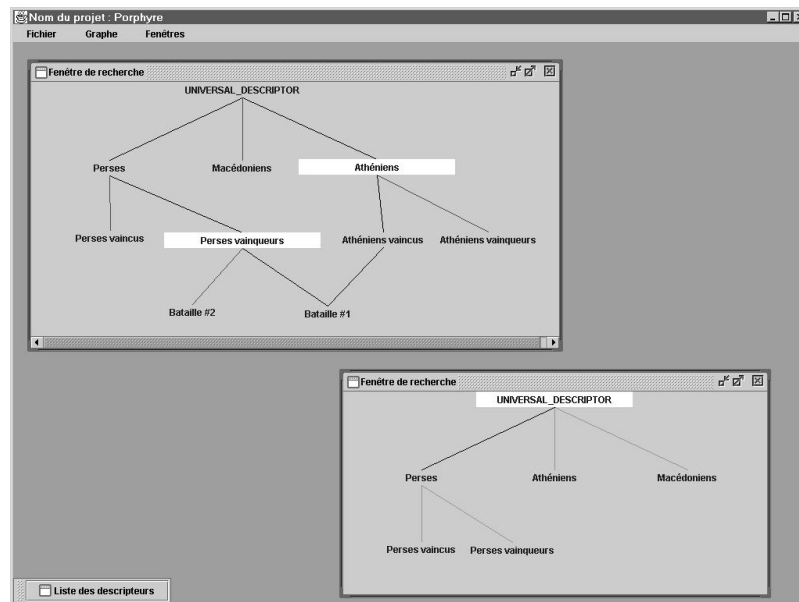 Nom du projet : Porphyre
Fichier Graphe Fenêtres
Fenêtre de recherche
UNIVERSAL_DESCRIPTOR
Perses Macédoniens Athéniens
Perses vaincus Perses vainqueurs Athéniens vaincus Athéniens vainqueurs
Bataille #2 Bataille #1
Fenêtre de recherche
UNIVERSAL_DESCRIPTOR
Perses Athéniens Macédoniens
Perses vaincus Perses vainqueurs
Liste des descripteurs